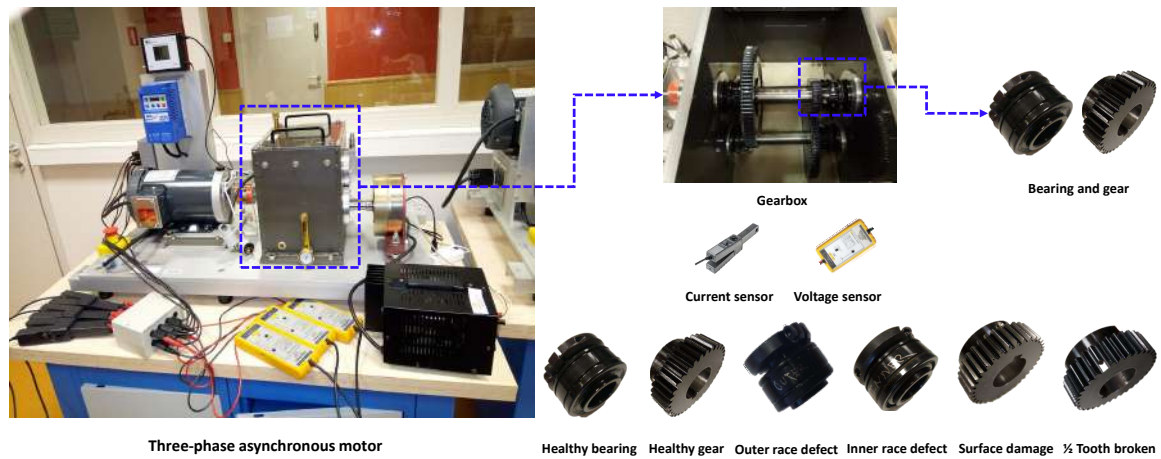 Gearbox
Bearing and gear
Current sensor
Voltage sensor
Three-phase asynchronous motor
Healthy bearing
Healthy gear
Outer race defect
Inner race defect
Surface damage
½ Tooth broken